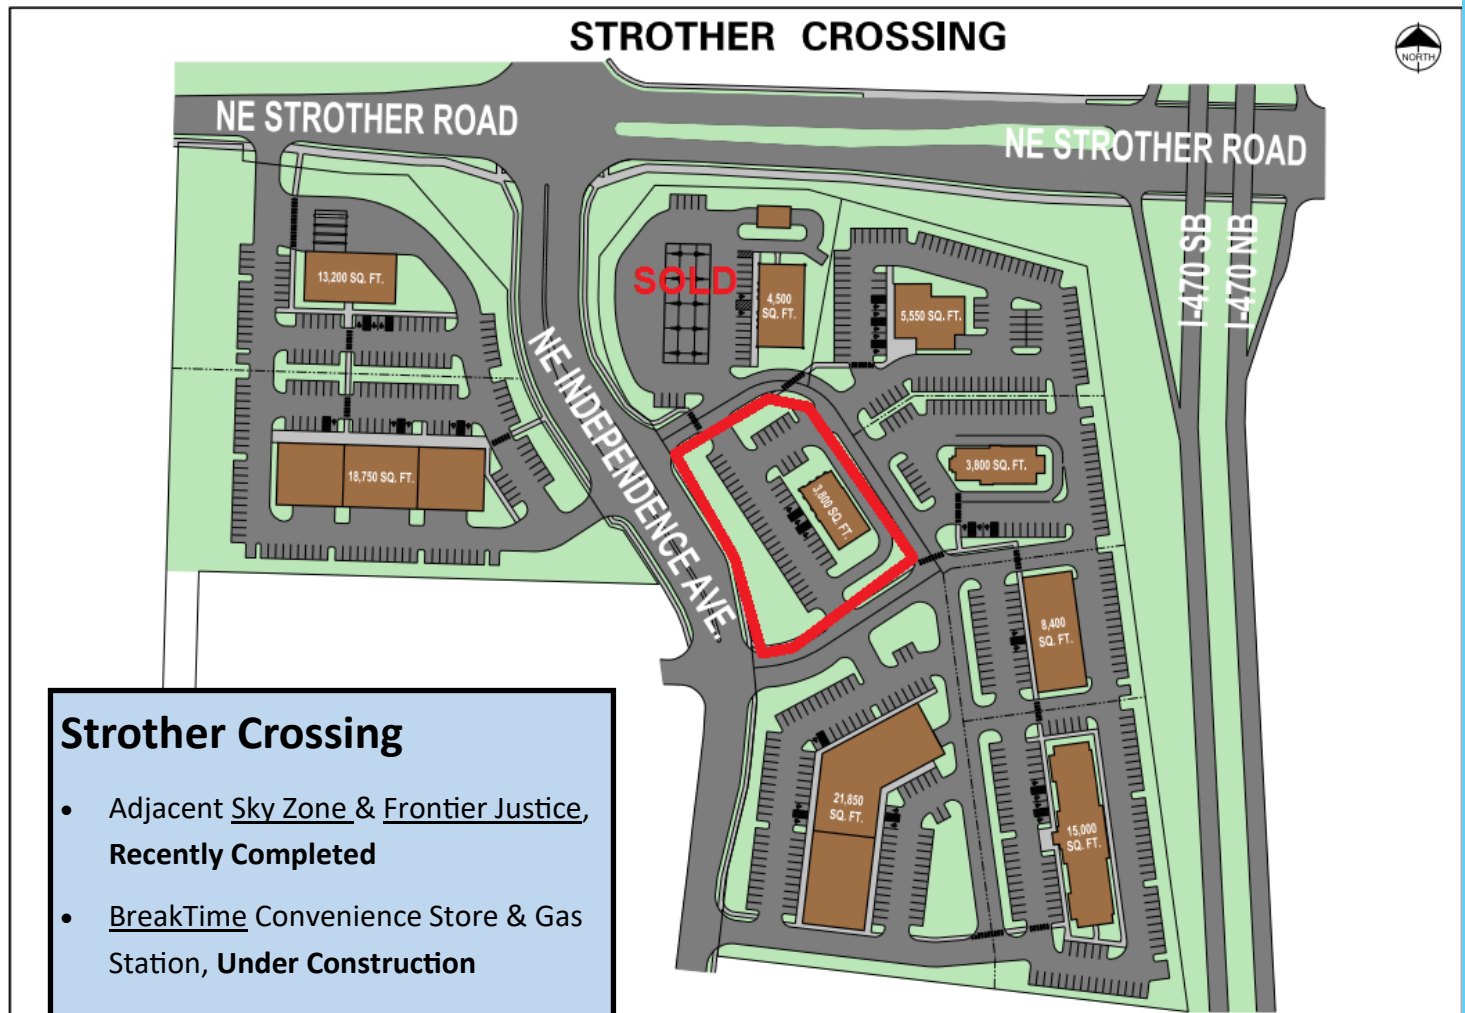 STROTHER CROSSING
NORTH
NE STROTHER ROAD
NE STROTHER ROAD
I-470 SB
I-470 NB
13,200 SQ. FT.
SOLD
4,500
SQ. FT.
5,550 SQ. FT.
NE INDEPENDENCE AVE.
18,750 SQ. FT.
3,800 SQ. FT.
3,800 SQ. FT.
8,400
SQ. FT.
21,850
SQ. FT.
15,000
SQ. FT.
Strother Crossing
• Adjacent Sky Zone & Frontier Justice,
Recently Completed
• BreakTime Convenience Store & Gas
Station, Under Construction